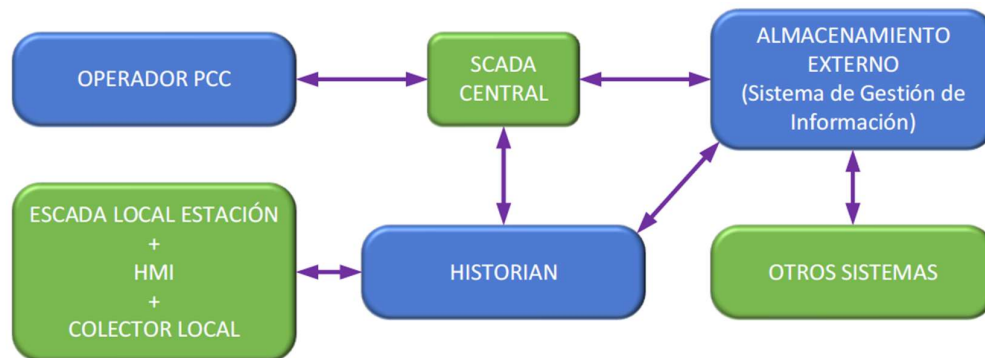 OPERADOR PCC
SCADA
CENTRAL
ALMACENAMIENTO
EXTERNO
(Sistema de Gestión de
Información)
ESCADA LOCAL ESTACIÓN
+
HMI
+
COLECTOR LOCAL
HISTORIAN
OTROS SISTEMAS